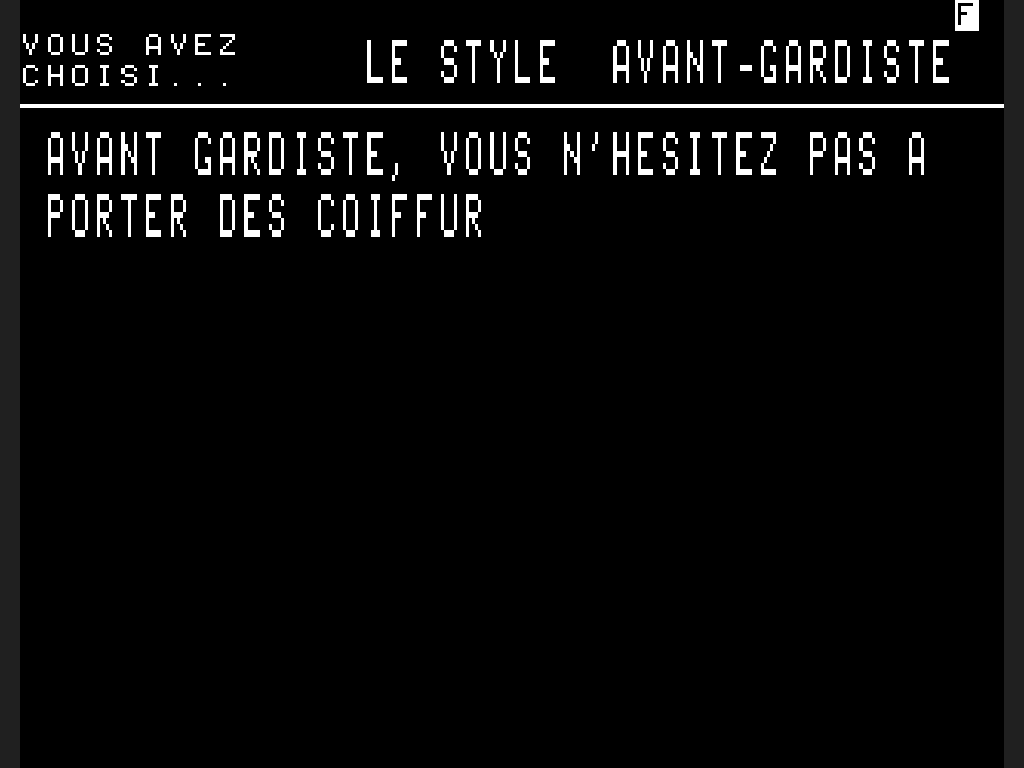 F
VOUS AVEZ
CHOISI...
LE STYLE AVANT-GARDISTE
AVANT GARDISTE, VOUS N'HESITEZ PAS A
PORTER DES COIFFUR